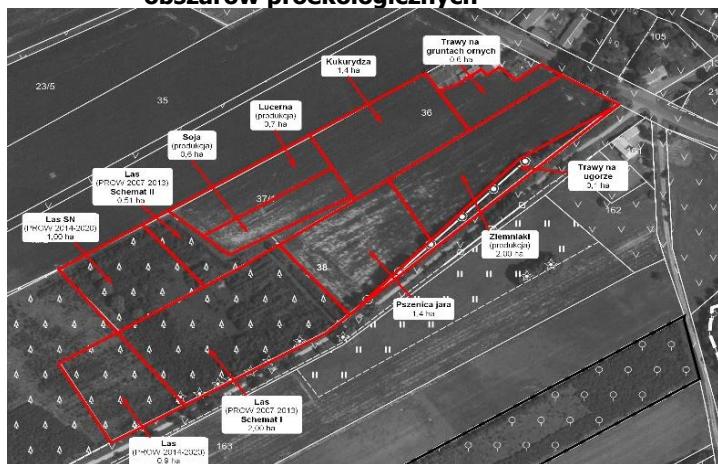 obszarów proekologicznych
Trawy na
gruntach ornych
0,6 ha
105
Kukurydza
1,4 ha
23/5
35
36
Lucerna
(produkcja)
0,7 ha
Soja
(produkcja)
0,6 ha
Las
(PROW 2007-2013)
Schemat II
0,51 ha
37/1
Trawy na
ugorze
0,1 ha
Las SN
(PROW 2014-2020)
1,00 ha
162
Ziemniaki
(produkcja)
2,00 ha
38
Pszenica jara
1,4 ha
Las
(PROW 2007-2013)
Schemat I
2,00 ha
Las
(PROW 2014-2020)
0,9 ha
163